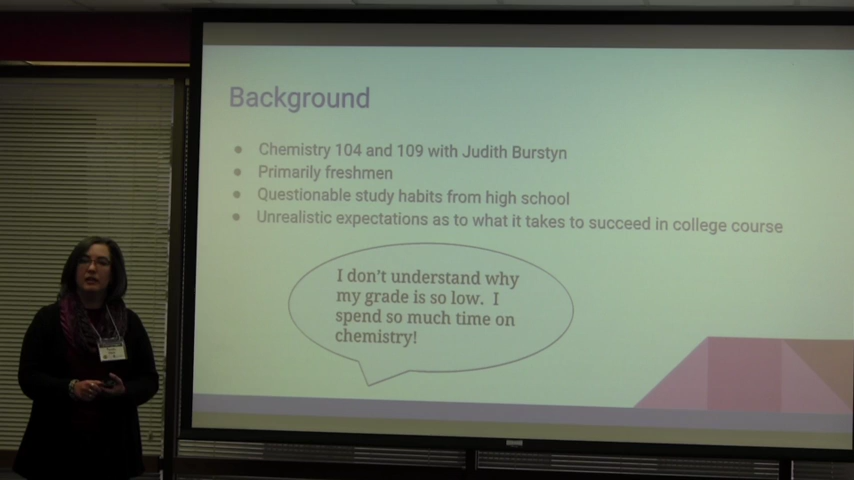 Background
Chemistry 104 and 109 with Judith Burstyn
Primarily freshmen
Questionable study habits from high school
Unrealistic expectations as to what it takes to succeed in college course
I don't understand why
my grade is so low. I
spend so much time on
chemistry!